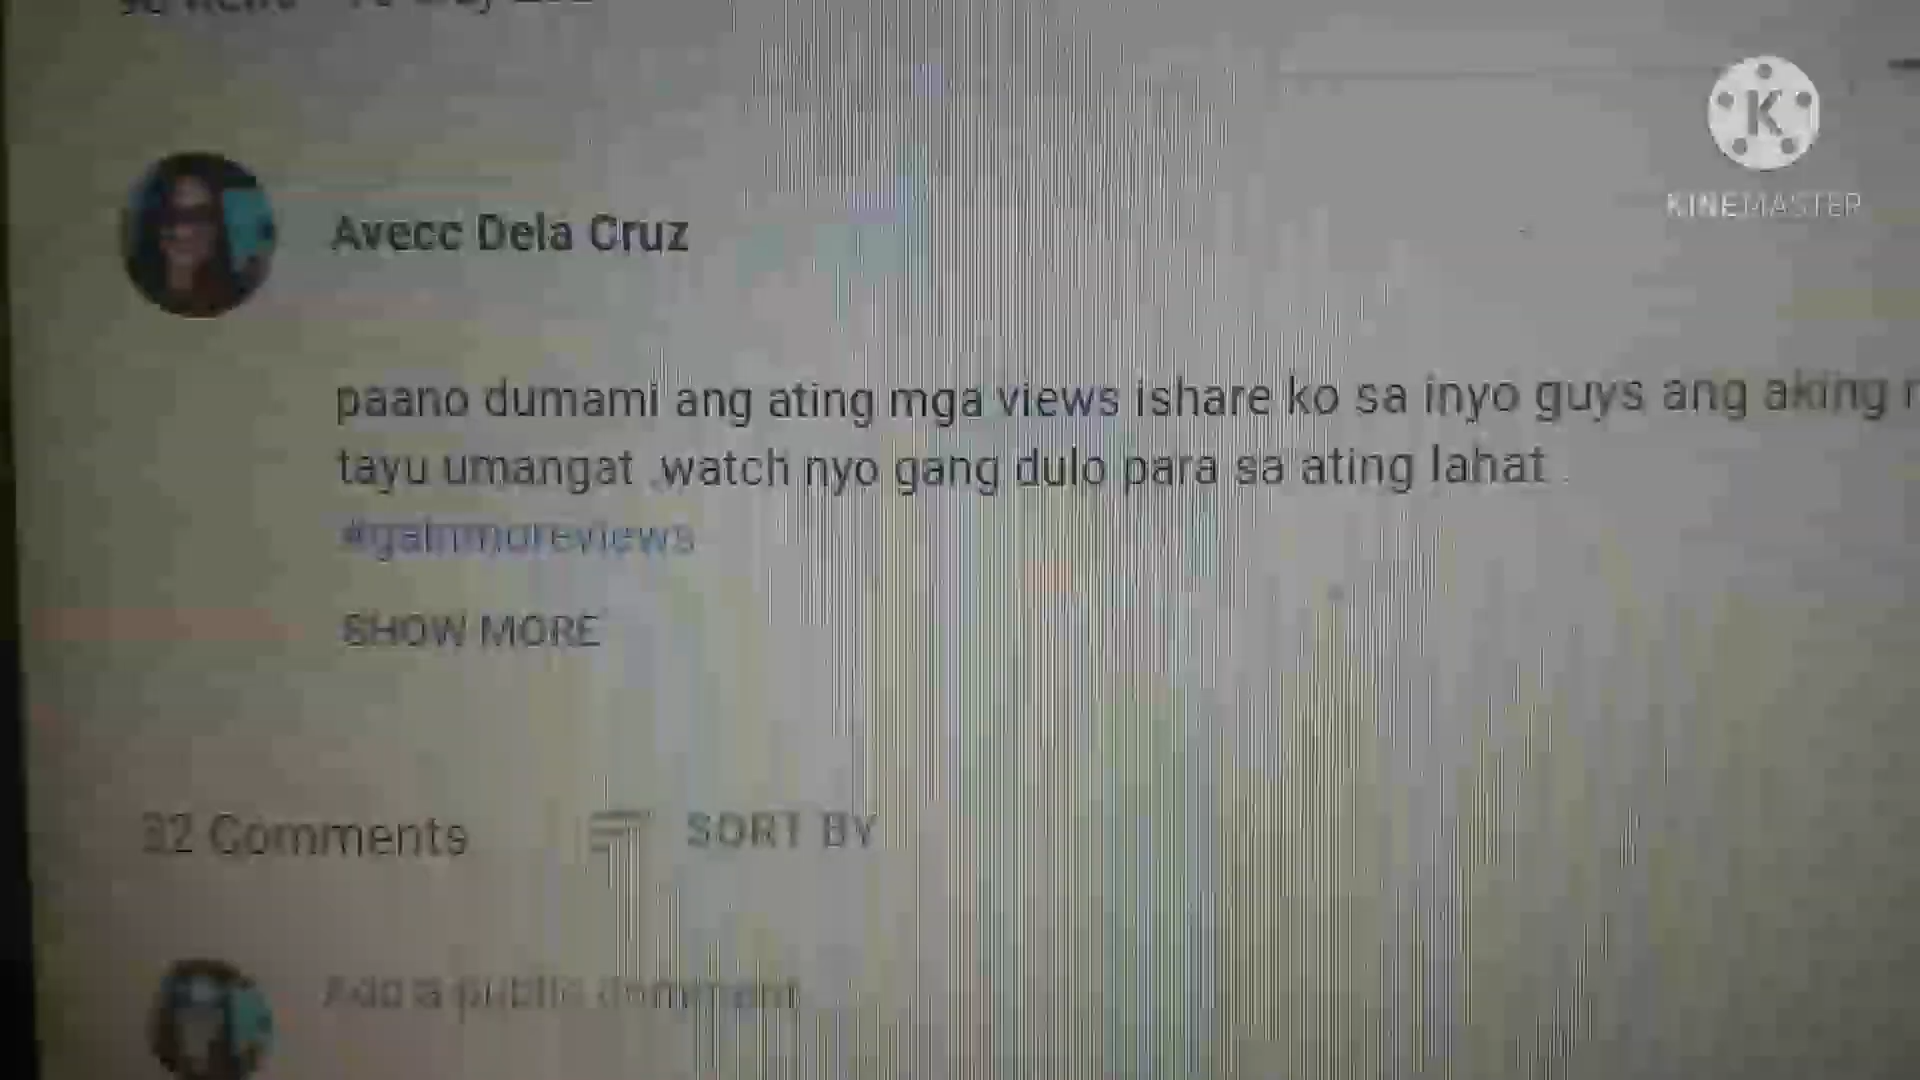 KINEMASTER
Avecc Dela Cruz
paano dumami ang ating mga views ishare ko sa inyo guys ang aking
tayu umangat .watch nyo gang dulo para sa ating lahat .
#gainmoreviews
SHOW MORE
32 Comments
SORT BY
Add a public comment